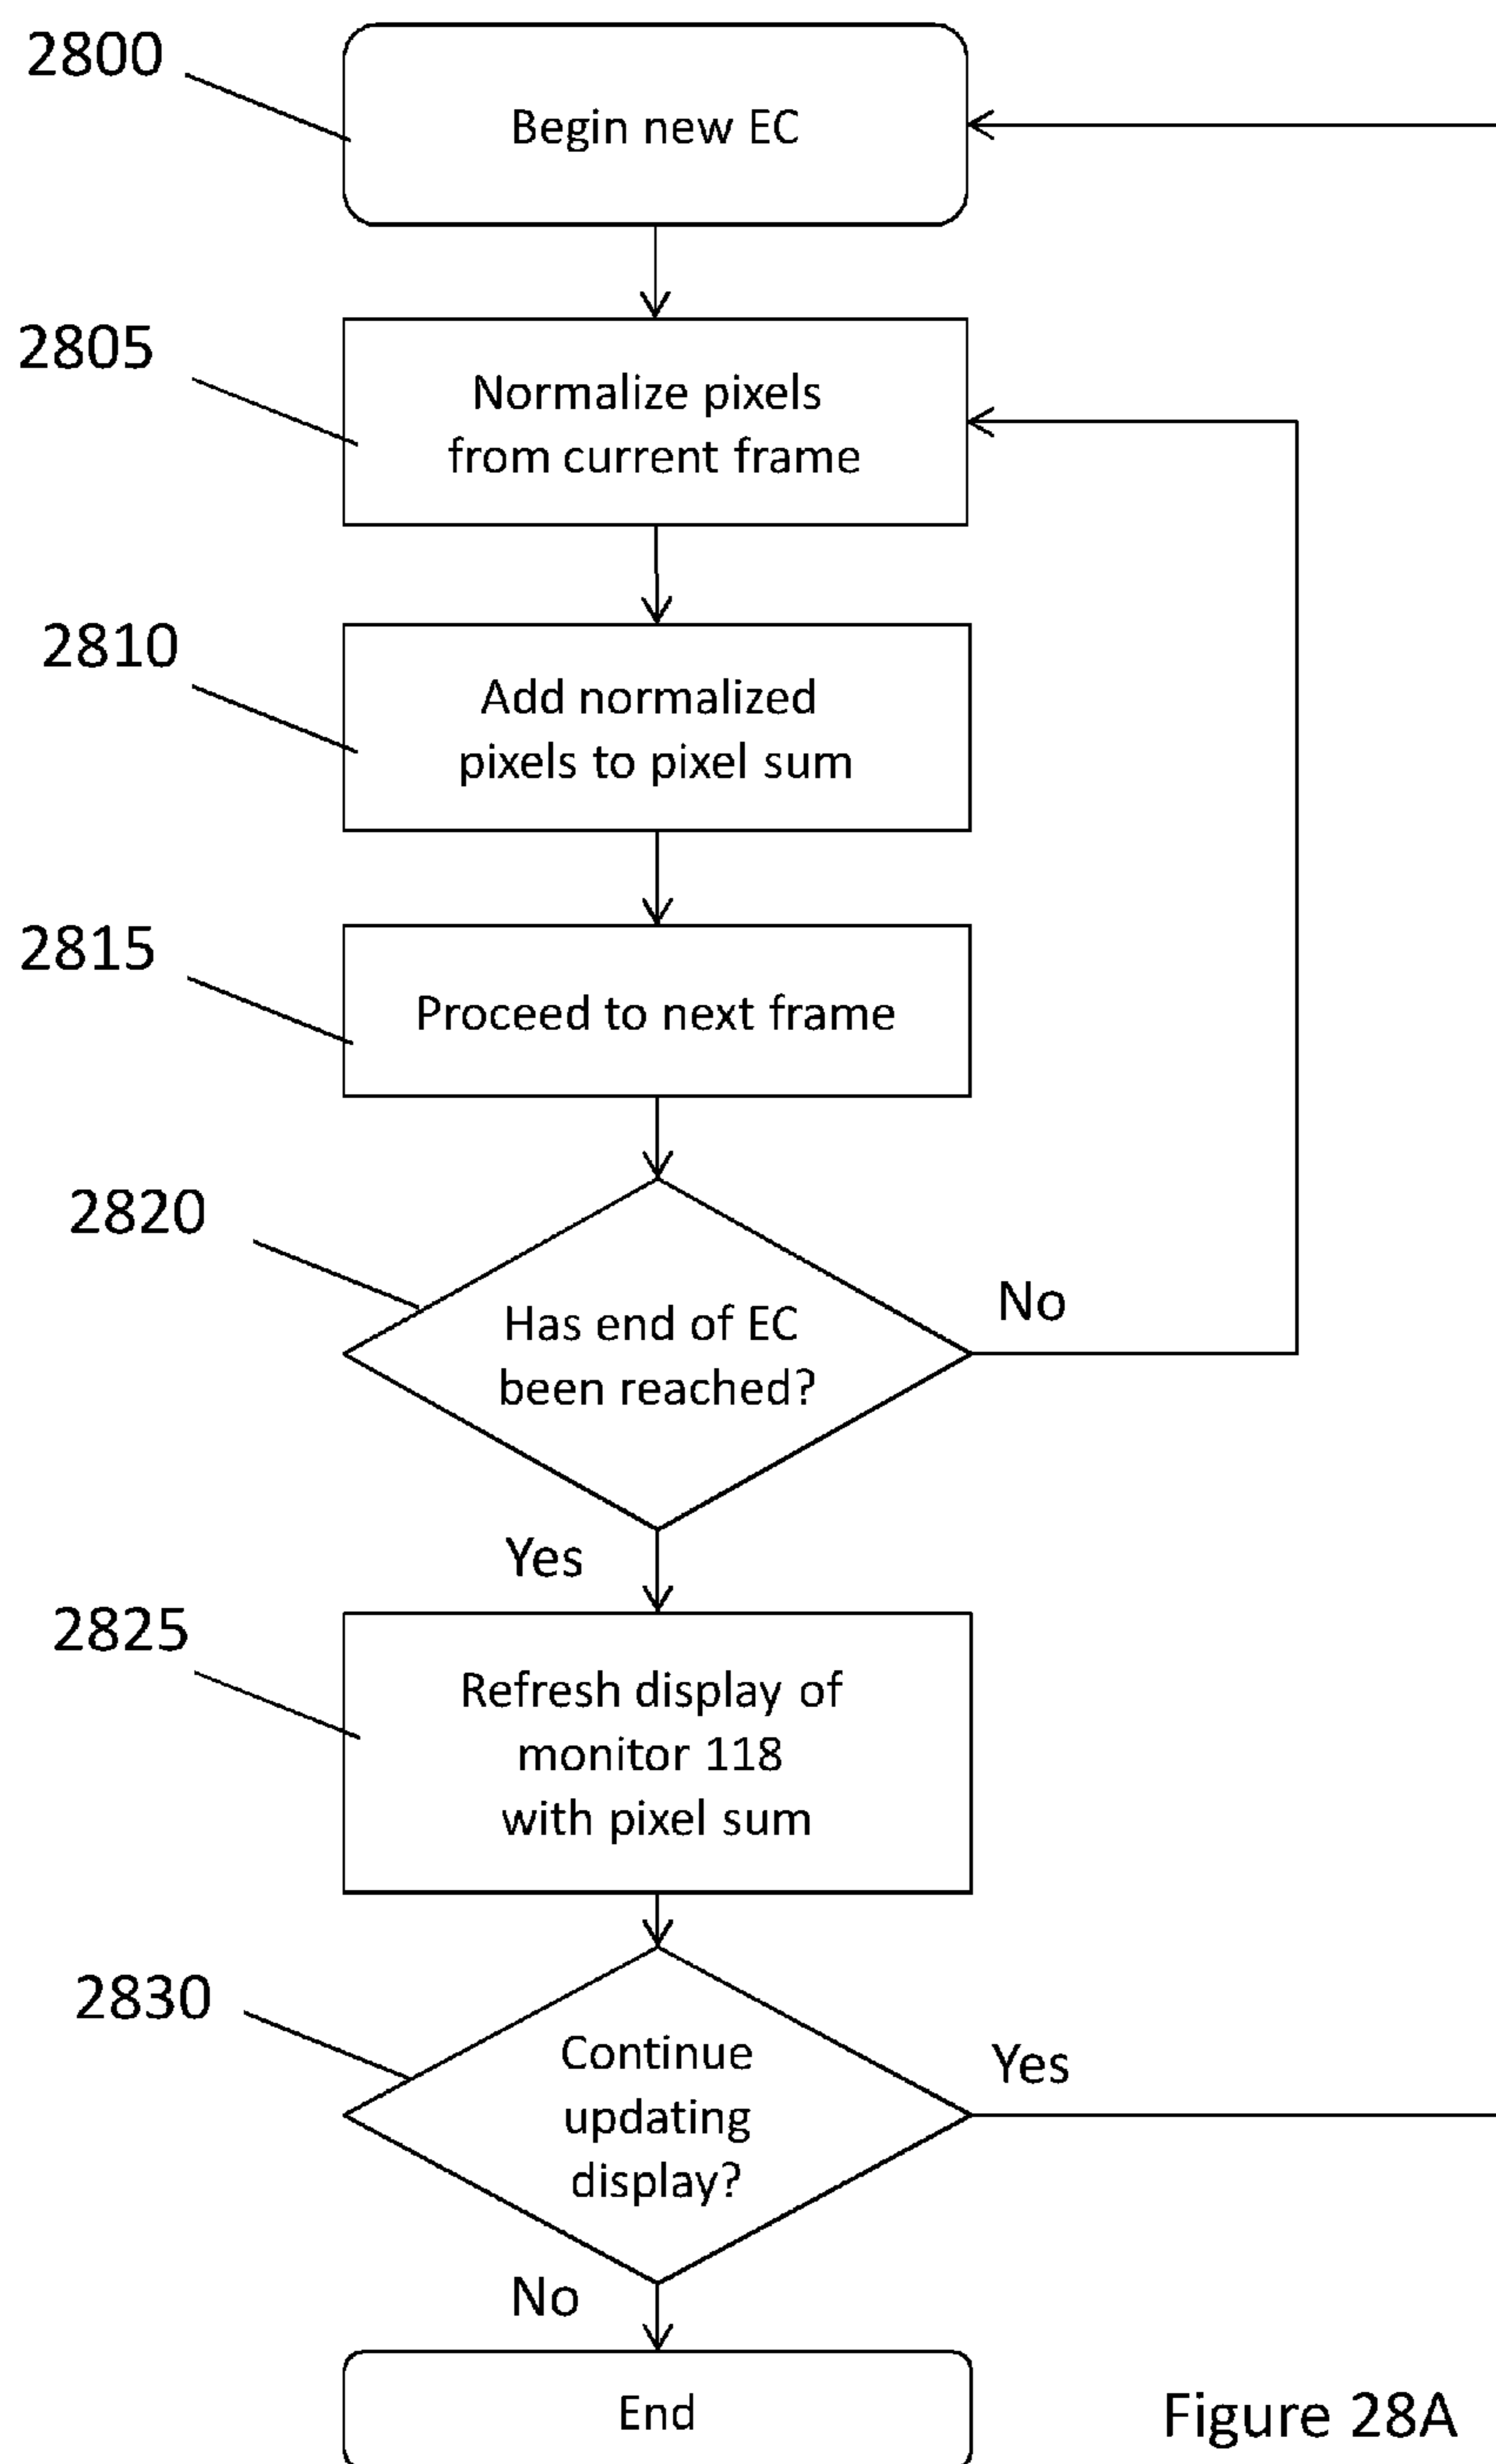 2800
Begin new EC
2805
Normalize pixels
from current frame
2810
Add normalized
pixels to pixel sum
2815
Proceed to next frame
2820
Has end of EC
been reached?
No
Yes
2825
Refresh display of
monitor 118
with pixel sum
2830
Continue
updating
display?
Yes
No
End
Figure 28A